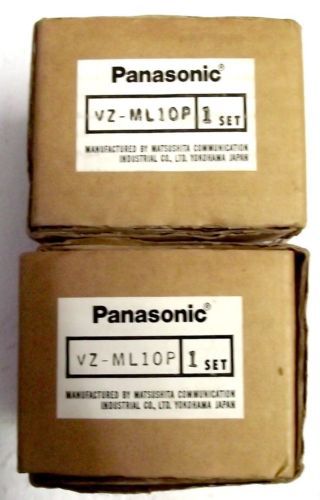 Panasonic®
VZ-ML10P 1 SET
MANUFACTURED BY MATSUSHITA COMMUNICATION
INDUSTRIAL CO., LTD. YOKOHAMA JAPAN
Panasonic®
VZ-ML10P 1 SET
MANUFACTURED BY MATSUSHITA COMMUNICATION
INDUSTRIAL CO., LTD. YOKOHAMA JAPAN